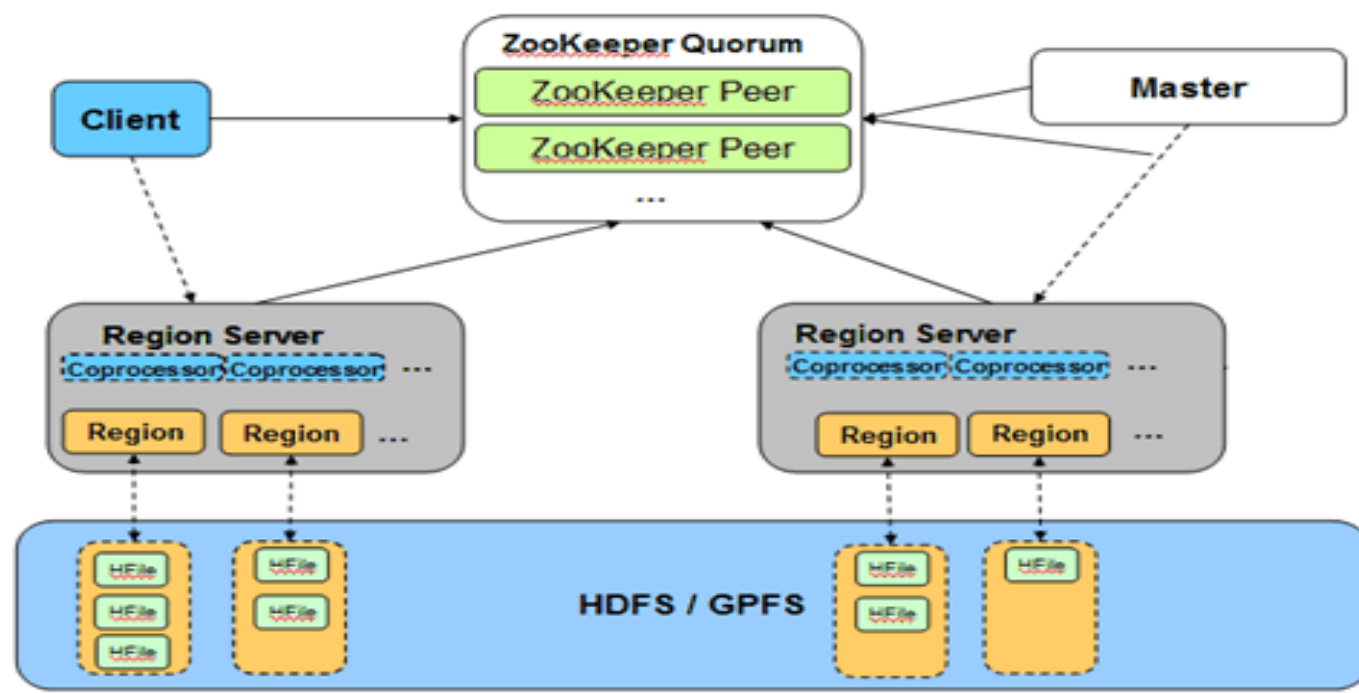 ZooKeeper Quorum
ZooKeeper Peer
ZooKeeper Peer
...
Client
Master
Region Server
Coprocessor Coprocessor ...
Region Region ...
Region Server
Coprocessor Coprocessor ...
Region Region ...
HFile
HFile
HFile
HFile
HFile
HDFS / GPFS
HFile
HFile
HFile